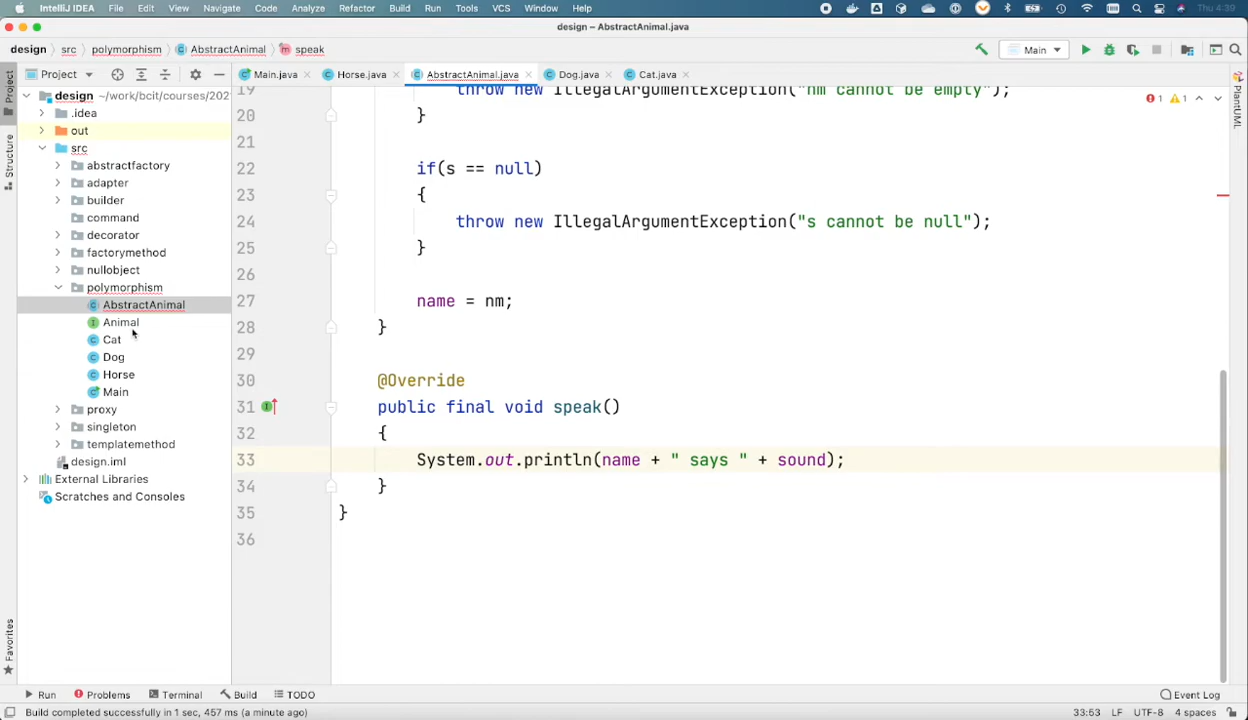 IntelliJ IDEA File Edit View Navigate Code Analyze Refactor Build Run Tools VCS Window Help Thu 4:30
design – AbstractAnimal.java
design src polymorphism AbstractAnimal speak Main
Project Main.java Horse.java AbstractAnimal.java Dog.java Cat.java
Project
Structure
Favorites
PlantUML
design ~/work/bcit/courses/202
.idea
out
src
abstractfactory
adapter
builder
command
decorator
factorymethod
nullobject
polymorphism
AbstractAnimal
Animal
Cat
Dog
Horse
Main
proxy
singleton
templatemethod
design.iml
External Libraries
Scratches and Consoles
1 1
19 throw new IllegalArgumentException("nm cannot be empty");
20 }
21
22 if(s == null)
23 {
24 throw new IllegalArgumentException("s cannot be null");
25 }
26
27 name = nm;
28 }
29
30 @Override
31 public final void speak()
32 {
33 System.out.println(name + " says " + sound);
34 }
35 }
36
Run Problems Terminal Build TODO Event Log
Build completed successfully in 1 sec, 457 ms (a minute ago) 33:53 LF UTF-8 4 spaces